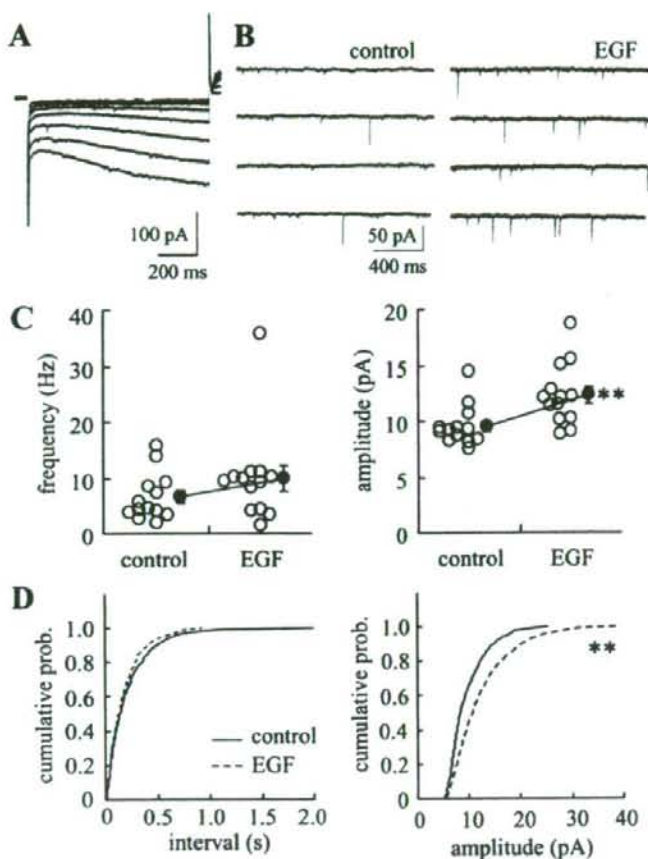 A
B
control
EGF
100 pA
200 ms
50 pA
400 ms
C
frequency (Hz)
40
30
20
10
0
control
EGF
amplitude (pA)
20
15
10
5
0
**
control
EGF
D
cumulative prob.
1.0
0.8
0.6
0.4
0.2
0
control
EGF
0
0.5
1.0
1.5
2.0
interval (s)
cumulative prob.
1.0
0.8
0.6
0.4
0.2
0
**
0
10
20
30
40
amplitude (pA)